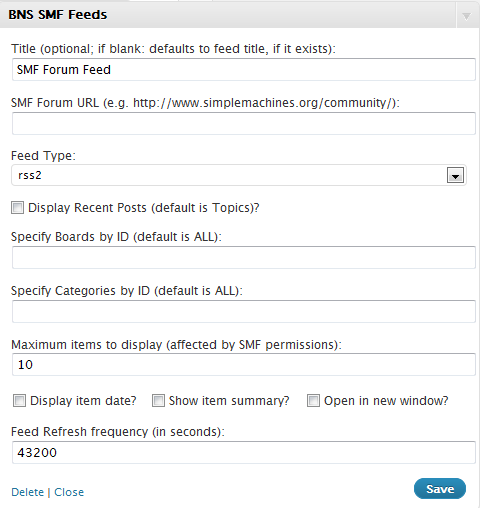 BNS SMF Feeds
Title (optional; if blank: defaults to feed title, if it exists):
SMF Forum Feed
SMF Forum URL (e.g. http://www.simplemachines.org/community/):
Feed Type:
rss2
Display Recent Posts (default is Topics)?
Specify Boards by ID (default is ALL):
Specify Categories by ID (default is ALL):
Maximum items to display (affected by SMF permissions):
10
Display item date? Show item summary? Open in new window?
Feed Refresh frequency (in seconds):
43200
Delete | Close Save